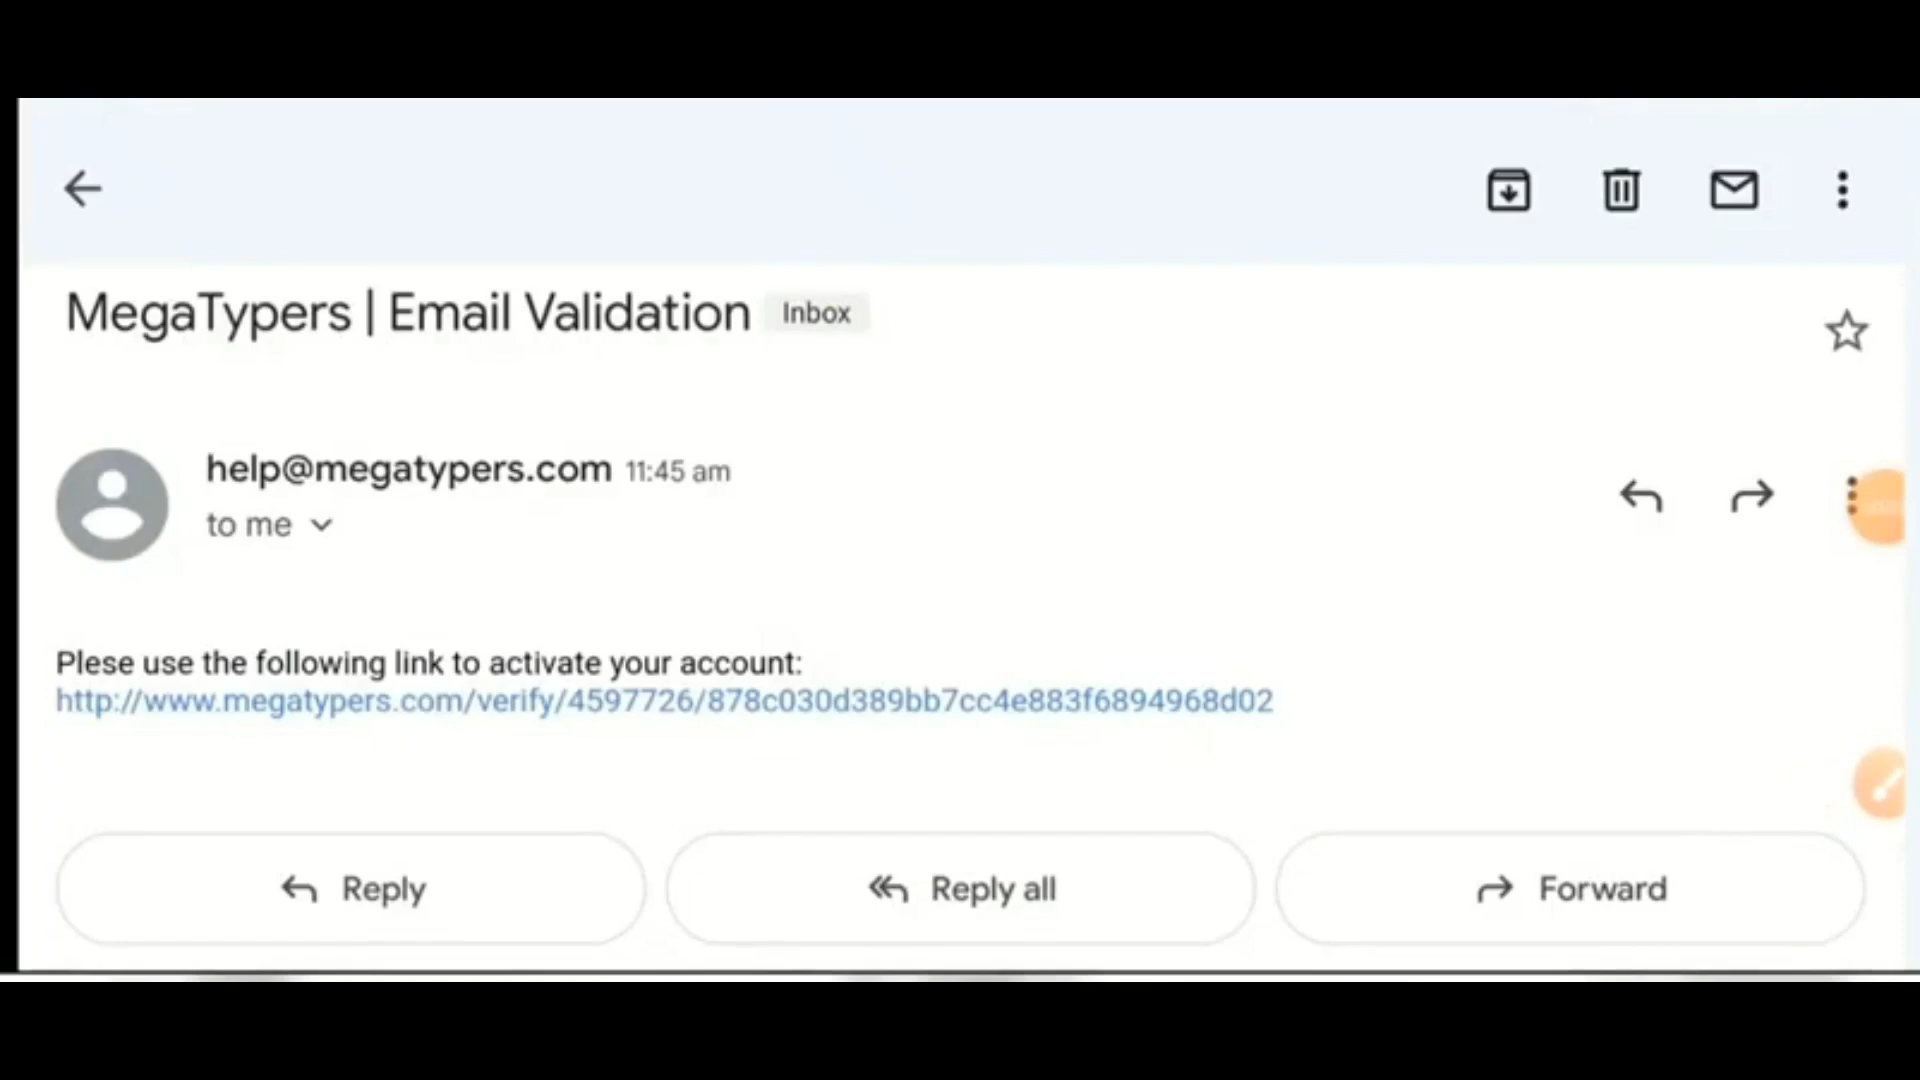 MegaTypers | Email Validation Inbox
help@megatypers.com 11:45 am
to me
Plese use the following link to activate your account:
http://www.megatypers.com/verify/4597726/878c030d389bb7cc4e883f6894968d02
Reply
Reply all
Forward